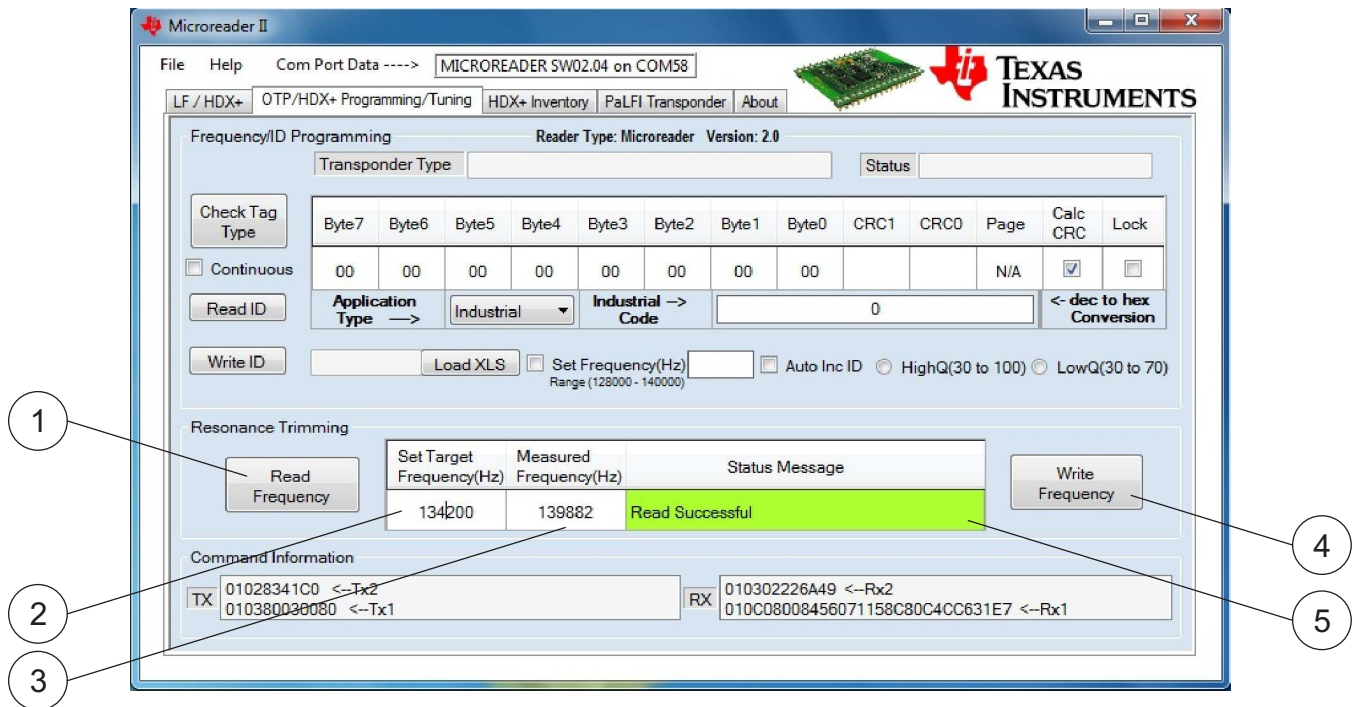 Microreader II
File Help Com Port Data ----> MICROREADER SW02.04 on COM58
TEXAS
INSTRUMENTS
LF / HDX+ OTP/HDX+ Programming/Tuning HDX+ Inventory PaLFI Transponder About
Frequency/ID Programming Reader Type: Microreader Version: 2.0
Transponder Type Status
Check Tag
Type
Byte7 Byte6 Byte5 Byte4 Byte3 Byte2 Byte1 Byte0 CRC1 CRC0 Page Calc
CRC Lock
Continuous 00 00 00 00 00 00 00 00 N/A
Read ID Application
Type ---> Industrial Industrial -->
Code 0 <- dec to hex
Conversion
Write ID Load XLS Set Frequency(Hz) Auto Inc ID HighQ(30 to 100) LowQ(30 to 70)
Range (128000 - 140000)
1
Resonance Trimming
Read
Frequency
Set Target
Frequency(Hz)
Measured
Frequency(Hz)
Status Message
Write
Frequency
134200 139882 Read Successful
4
Command Information
TX 01028341C0 <--Tx2
010380030080 <--Tx1
RX 010302226A49 <--Rx2
010C08008456071158C80C4CC631E7 <--Rx1
2
5
3